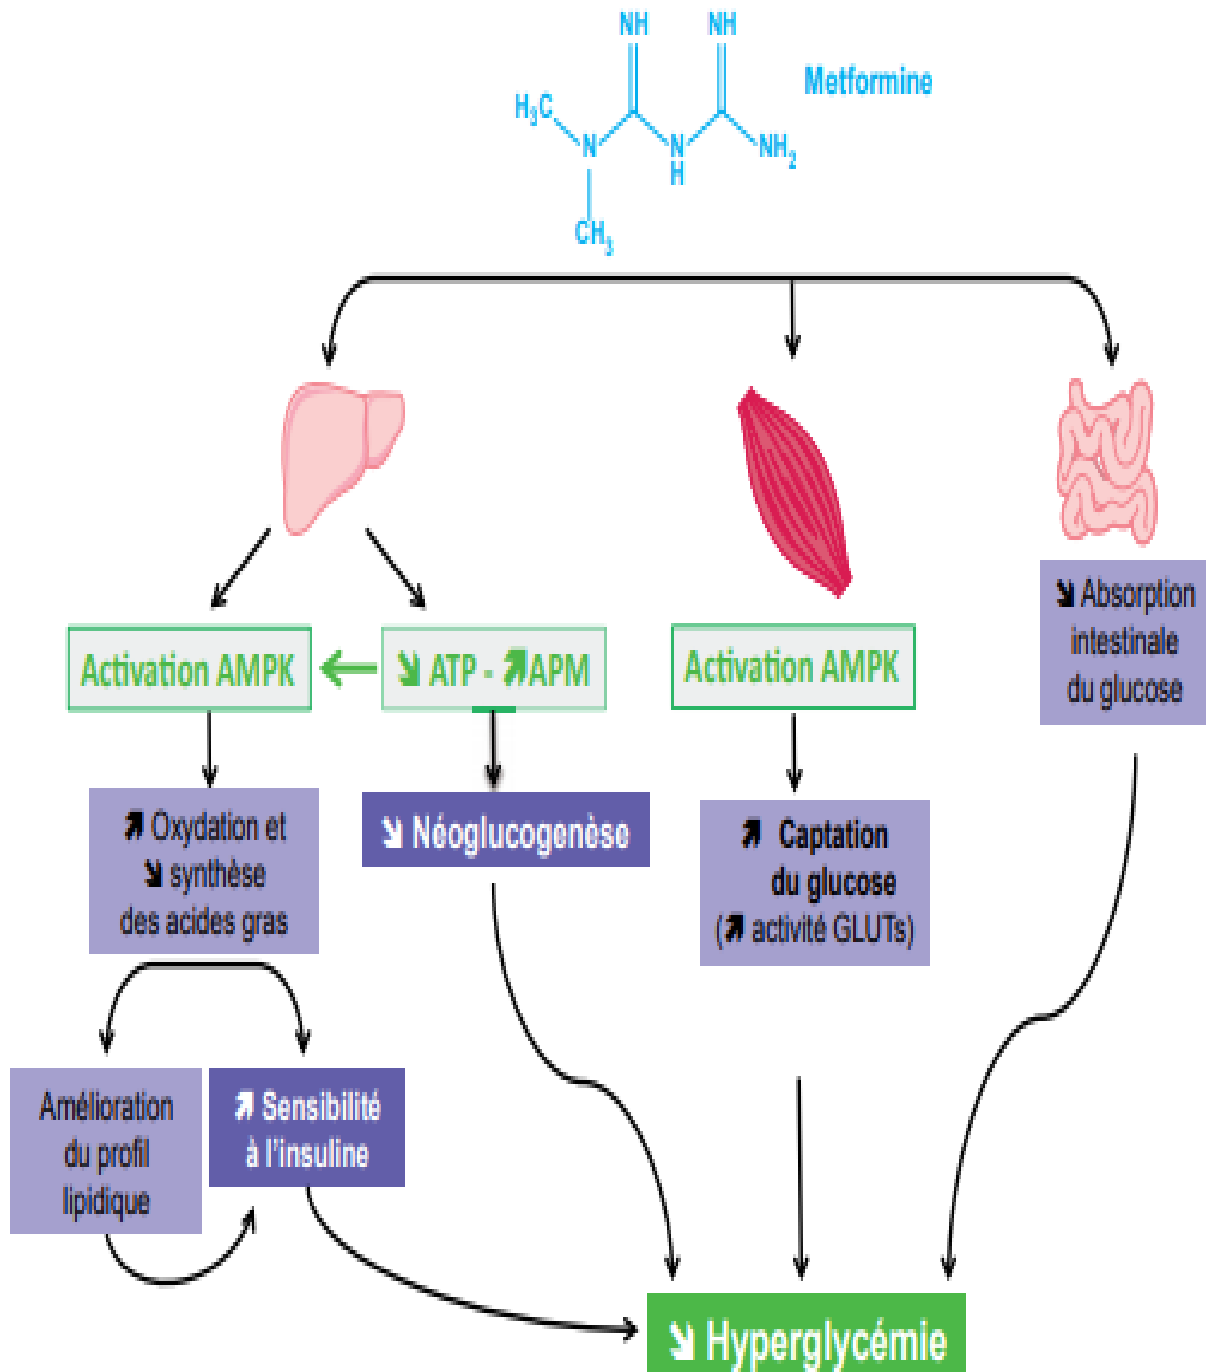 NH NH
Metformine
H₃C
N N NH₂
H
CH₃
↘ Absorption
intestinale
du glucose
Activation AMPK
↘ ATP - ↗APM
Activation AMPK
↗ Oxydation et
↘ synthèse
des acides gras
↘ Néoglucogenèse
↗ Captation
du glucose
(↗ activité GLUTs)
Amélioration
du profil
lipidique
↗ Sensibilité
à l'insuline
↘ Hyperglycémie